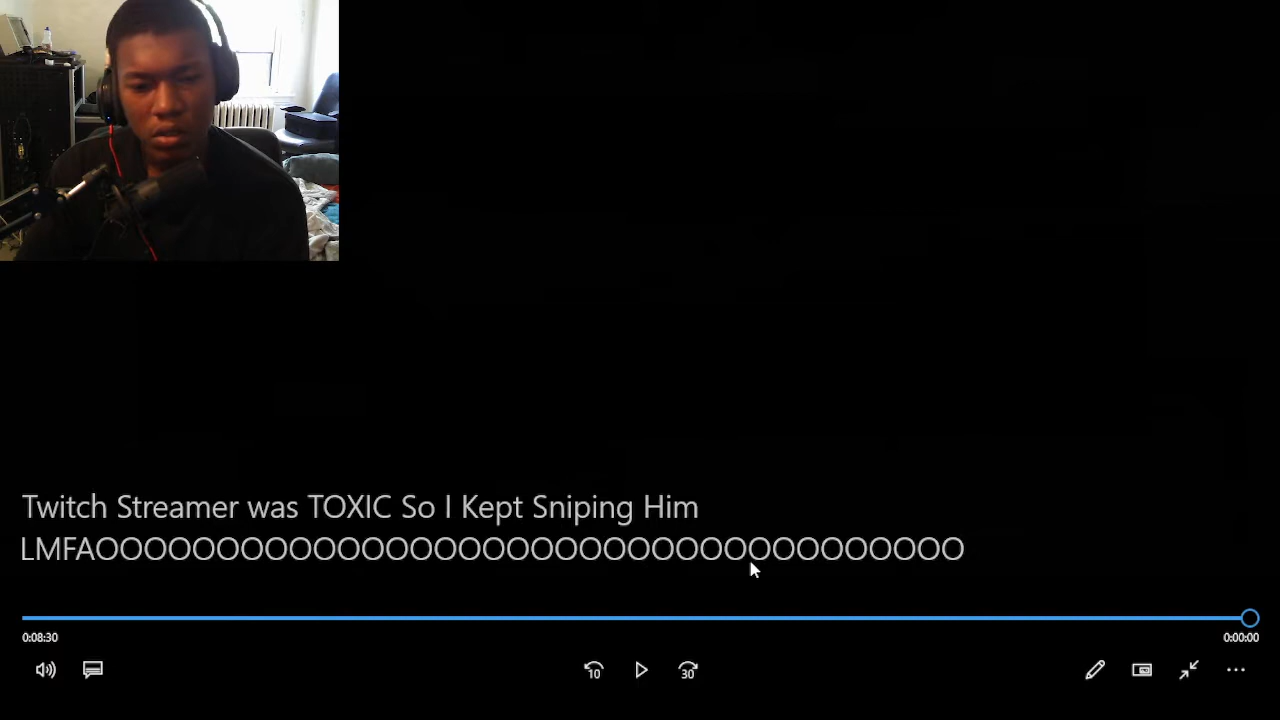 Twitch Streamer was TOXIC So I Kept Sniping Him
LMFAOOOOOOOOOOOOOOOOOOOOOOOOOOOOOOOOOOOO
0:08:30
0:00:00
10
30